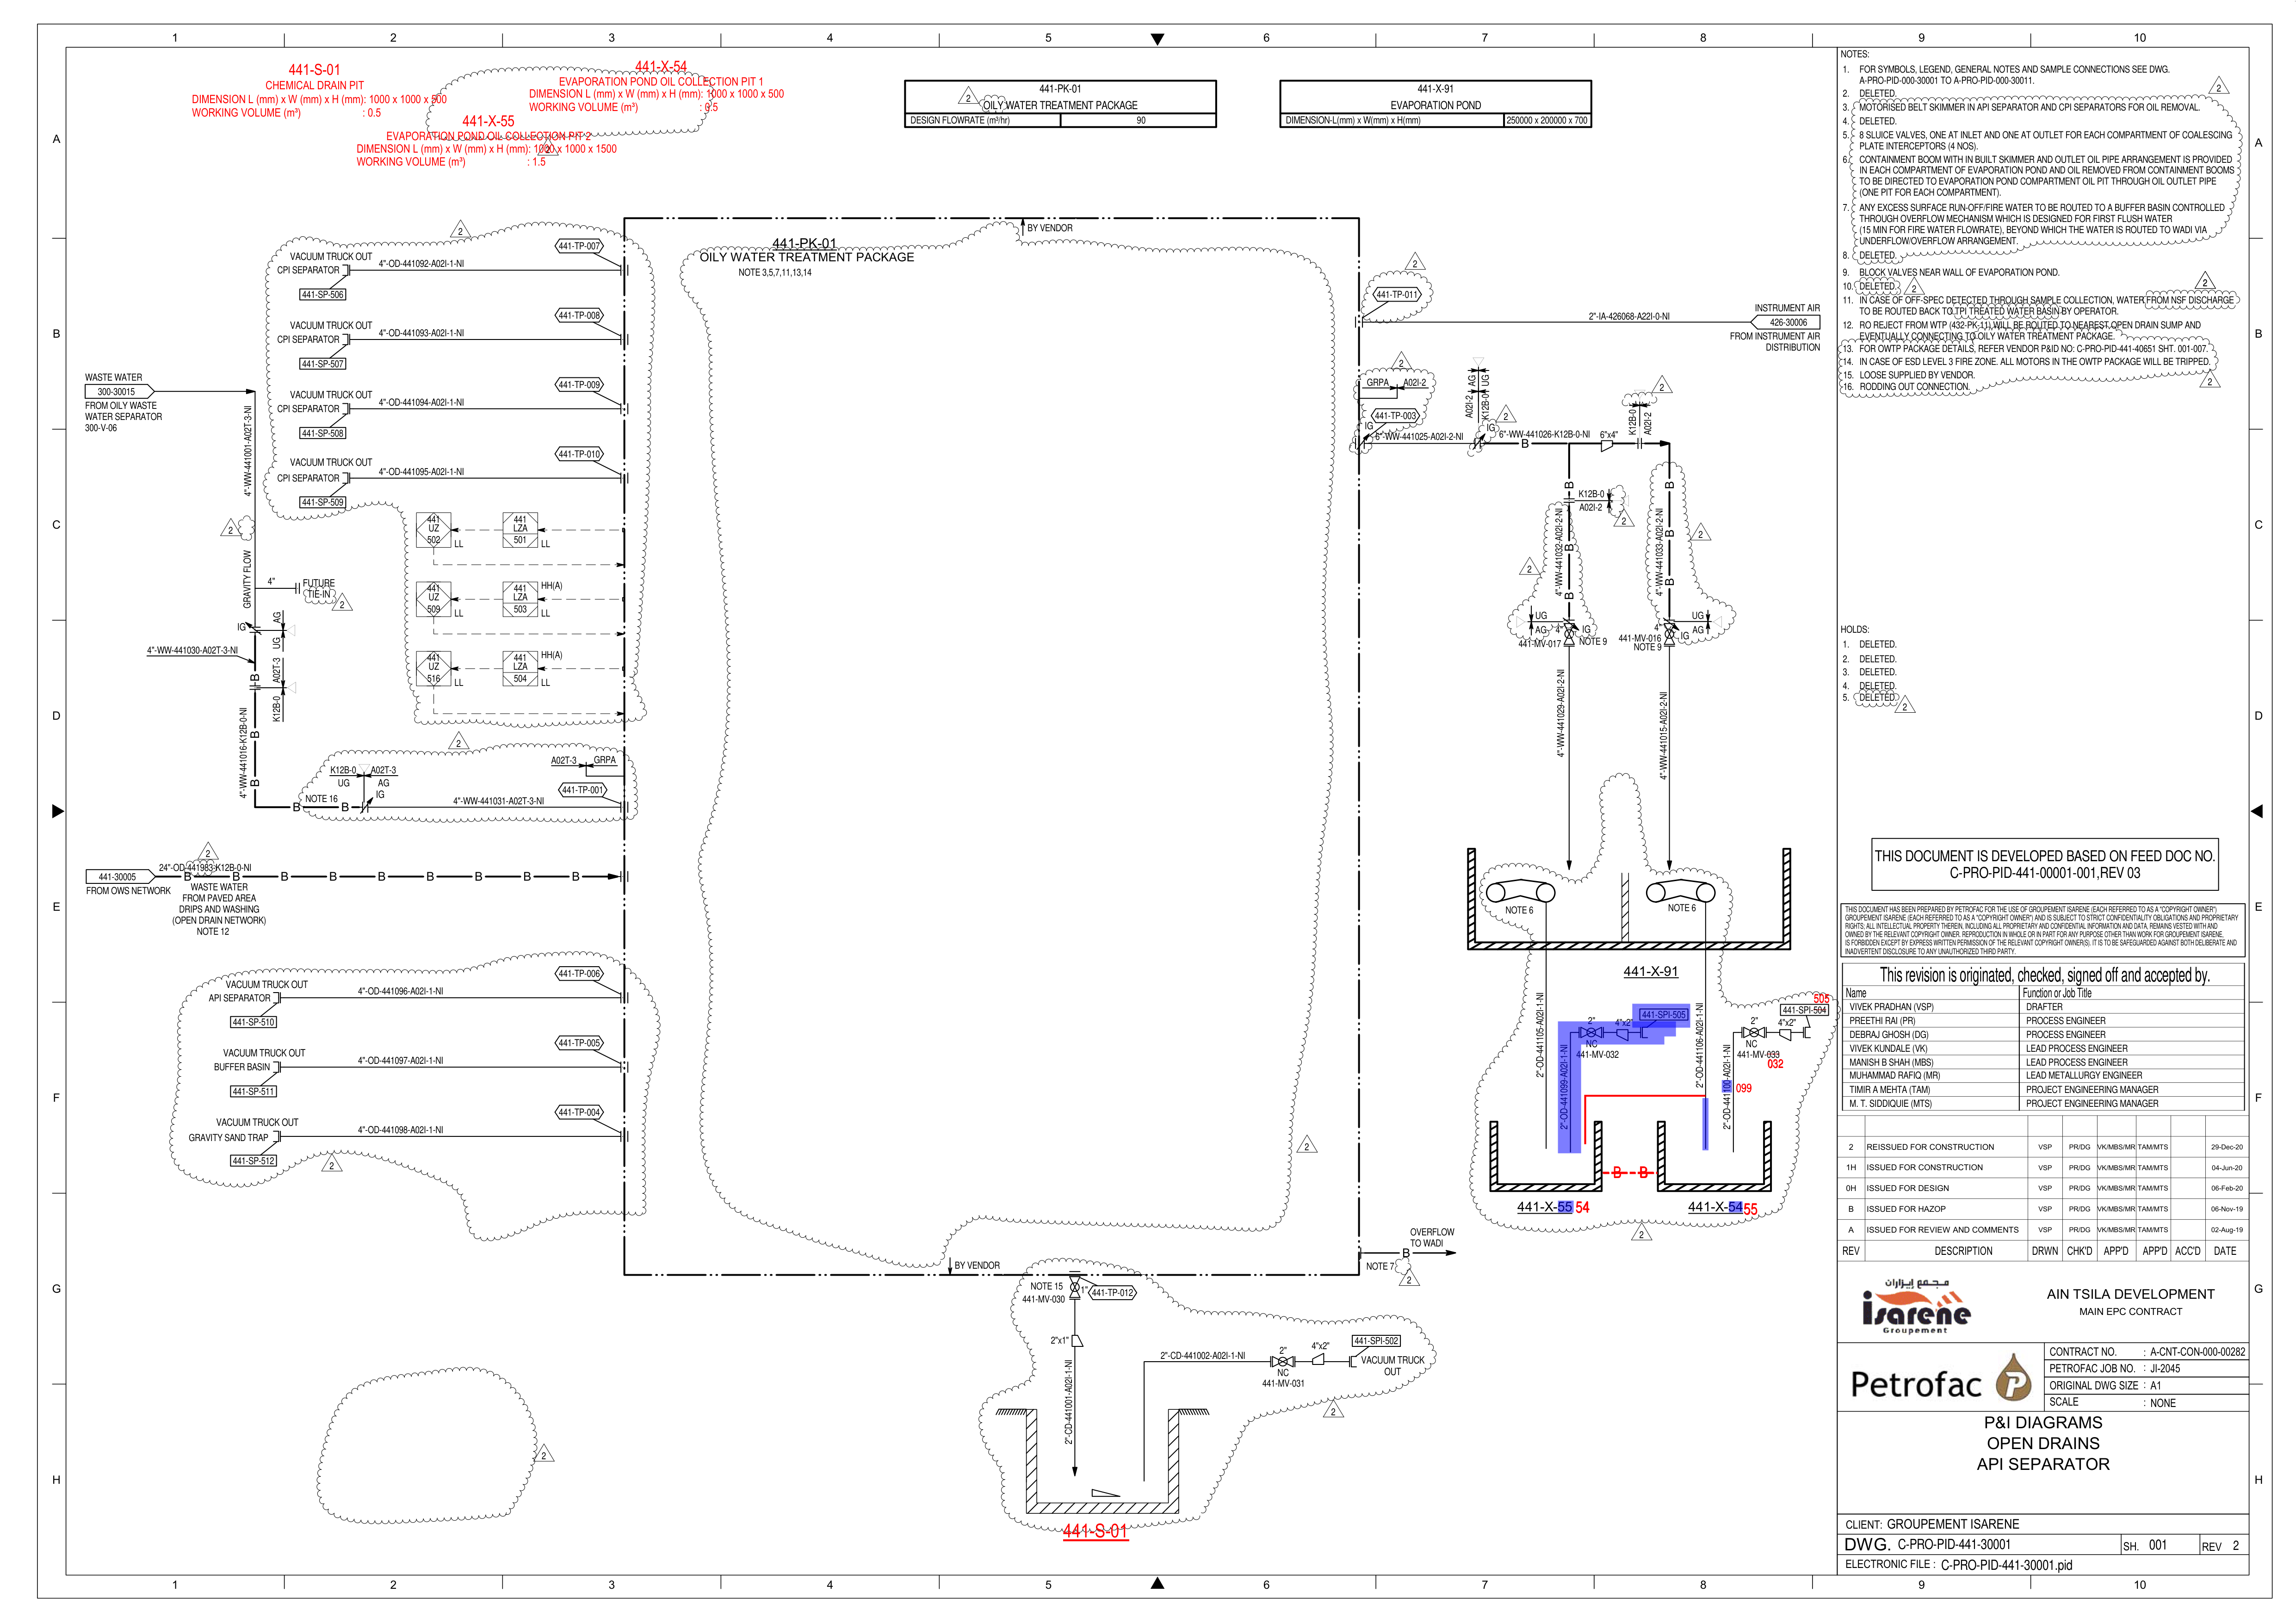 1 2 3 4 5 6 7 8 9 10
441-S-01
CHEMICAL DRAIN PIT
DIMENSION L (mm) x W (mm) x H (mm): 1000 x 1000 x 500
WORKING VOLUME (m³) : 0.5
441-X-54
EVAPORATION POND OIL COLLECTION PIT 1
DIMENSION L (mm) x W (mm) x H (mm): 1000 x 1000 x 500
WORKING VOLUME (m³) : 0.5
441-X-55
EVAPORATION POND OIL COLLECTION PIT 2
DIMENSION L (mm) x W (mm) x H (mm): 1000 x 1000 x 1500
WORKING VOLUME (m³) : 1.5
2
441-PK-01
2
OILY WATER TREATMENT PACKAGE
DESIGN FLOWRATE (m³/hr) 90
441-X-91
EVAPORATION POND
DIMENSION-L(mm) x W(mm) x H(mm) 250000 x 200000 x 700
A
B
C
D
E
F
G
H
2
VACUUM TRUCK OUT
CPI SEPARATOR
4"-OD-441092-A02I-1-NI
441-TP-007
441-SP-506
VACUUM TRUCK OUT
CPI SEPARATOR
4"-OD-441093-A02I-1-NI
441-TP-008
441-SP-507
VACUUM TRUCK OUT
CPI SEPARATOR
4"-OD-441094-A02I-1-NI
441-TP-009
441-SP-508
VACUUM TRUCK OUT
CPI SEPARATOR
4"-OD-441095-A02I-1-NI
441-TP-010
441-SP-509
WASTE WATER
300-30015
FROM OILY WASTE
WATER SEPARATOR
300-V-06
4"-WW-441001-A02T-3-NI
2
GRAVITY FLOW
4"
FUTURE
TIE-IN
2
IG
UG AG
4"-WW-441030-A02T-3-NI
B
K12B-0 A02T-3
4"-WW-441016-K12B-0-NI
B
B
441
UZ
502
LL
441
LZA
501
LL
441
UZ
509
LL
441
LZA
503
HH(A)
LL
441
UZ
516
LL
441
LZA
504
HH(A)
LL
2
K12B-0 A02T-3
UG AG
IG
NOTE 16
B B
A02T-3 GRPA
441-TP-001
4"-WW-441031-A02T-3-NI
2
24"-OD-441983-K12B-0-NI
441-30005
FROM OWS NETWORK
B B B B B B B B B
WASTE WATER
FROM PAVED AREA
DRIPS AND WASHING
(OPEN DRAIN NETWORK)
NOTE 12
VACUUM TRUCK OUT
API SEPARATOR
4"-OD-441096-A02I-1-NI
441-TP-006
441-SP-510
VACUUM TRUCK OUT
BUFFER BASIN
4"-OD-441097-A02I-1-NI
441-TP-005
441-SP-511
VACUUM TRUCK OUT
GRAVITY SAND TRAP
4"-OD-441098-A02I-1-NI
441-TP-004
441-SP-512
2
2
441-PK-01
OILY WATER TREATMENT PACKAGE
NOTE 3,5,7,11,13,14
BY VENDOR
2
BY VENDOR
NOTE 15
441-MV-030
1"
441-TP-012
2"x1"
2"-CD-441001-A02I-1-NI
2"-CD-441002-A02I-1-NI
2"
NC
441-MV-031
4"x2"
441-SPI-502
VACUUM TRUCK
OUT
2
441-S-01
2
441-TP-011
2"-IA-426068-A22I-0-NI
INSTRUMENT AIR
426-30006
FROM INSTRUMENT AIR
DISTRIBUTION
2
GRPA A02I-2
441-TP-003
IG
6"-WW-441025-A02I-2-NI
A02I-2 AG
K12B-0 UG
2
IG
6"-WW-441026-K12B-0-NI
B
6"x4"
2
K12B-0
A02I-2
B
K12B-0
A02I-2
2
4"-WW-441032-A02I-2-NI
B
B
4"-WW-441033-A02I-2-NI
B
B
B
2
2
UG
AG
4"
IG
441-MV-017
NOTE 9
441-MV-016
NOTE 9
4"
IG
UG
AG
4"-WW-441029-A02I-2-NI
4"-WW-441015-A02I-2-NI
NOTE 6
NOTE 6
441-X-91
2"-OD-441105-A02I-1-NI
2"
NC
441-MV-032
4"x2"
441-SPI-505
2"-OD-441099-A02I-1-NI
2"-OD-441106-A02I-1-NI
2"
NC
441-MV-033
032
4"x2"
505
441-SPI-504
2"-OD-441100-A02I-1-NI
099
B B
441-X-55 54
441-X-54 55
2
OVERFLOW
TO WADI
B
NOTE 7
2
NOTES:
1. FOR SYMBOLS, LEGEND, GENERAL NOTES AND SAMPLE CONNECTIONS SEE DWG.
A-PRO-PID-000-30001 TO A-PRO-PID-000-30011.
2. DELETED.
2
3. MOTORISED BELT SKIMMER IN API SEPARATOR AND CPI SEPARATORS FOR OIL REMOVAL.
4. DELETED.
5. 8 SLUICE VALVES, ONE AT INLET AND ONE AT OUTLET FOR EACH COMPARTMENT OF COALESCING
PLATE INTERCEPTORS (4 NOS).
6. CONTAINMENT BOOM WITH IN BUILT SKIMMER AND OUTLET OIL PIPE ARRANGEMENT IS PROVIDED
IN EACH COMPARTMENT OF EVAPORATION POND AND OIL REMOVED FROM CONTAINMENT BOOMS
TO BE DIRECTED TO EVAPORATION POND COMPARTMENT OIL PIT THROUGH OIL OUTLET PIPE
(ONE PIT FOR EACH COMPARTMENT).
7. ANY EXCESS SURFACE RUN-OFF/FIRE WATER TO BE ROUTED TO A BUFFER BASIN CONTROLLED
THROUGH OVERFLOW MECHANISM WHICH IS DESIGNED FOR FIRST FLUSH WATER
(15 MIN FOR FIRE WATER FLOWRATE), BEYOND WHICH THE WATER IS ROUTED TO WADI VIA
UNDERFLOW/OVERFLOW ARRANGEMENT.
8. DELETED.
9. BLOCK VALVES NEAR WALL OF EVAPORATION POND.
10. DELETED.
2
2
11. IN CASE OF OFF-SPEC DETECTED THROUGH SAMPLE COLLECTION, WATER FROM NSF DISCHARGE
TO BE ROUTED BACK TO TPI TREATED WATER BASIN BY OPERATOR.
12. RO REJECT FROM WTP (432-PK-11) WILL BE ROUTED TO NEAREST OPEN DRAIN SUMP AND
EVENTUALLY CONNECTING TO OILY WATER TREATMENT PACKAGE.
13. FOR OWTP PACKAGE DETAILS, REFER VENDOR P&ID NO: C-PRO-PID-441-40651 SHT. 001-007.
14. IN CASE OF ESD LEVEL 3 FIRE ZONE. ALL MOTORS IN THE OWTP PACKAGE WILL BE TRIPPED.
15. LOOSE SUPPLIED BY VENDOR.
16. RODDING OUT CONNECTION.
2
HOLDS:
1. DELETED.
2. DELETED.
3. DELETED.
4. DELETED.
5. DELETED.
2
THIS DOCUMENT IS DEVELOPED BASED ON FEED DOC NO.
C-PRO-PID-441-00001-001,REV 03
THIS DOCUMENT HAS BEEN PREPARED BY PETROFAC FOR THE USE OF GROUPEMENT ISARENE (EACH REFERRED TO AS A "COPYRIGHT OWNER")
GROUPEMENT ISARENE (EACH REFERRED TO AS A "COPYRIGHT OWNER") AND IS SUBJECT TO STRICT CONFIDENTIALITY OBLIGATIONS AND PROPRIETARY
RIGHTS; ALL INTELLECTUAL PROPERTY THEREIN, INCLUDING ALL PROPRIETARY AND CONFIDENTIAL INFORMATION AND DATA, REMAINS VESTED WITH AND
OWNED BY THE RELEVANT COPYRIGHT OWNER. REPRODUCTION IN WHOLE OR IN PART FOR ANY PURPOSE OTHER THAN WORK FOR GROUPEMENT ISARENE,
IS FORBIDDEN EXCEPT BY EXPRESS WRITTEN PERMISSION OF THE RELEVANT COPYRIGHT OWNER(S). IT IS TO BE SAFEGUARDED AGAINST BOTH DELIBERATE AND
INADVERTENT DISCLOSURE TO ANY UNAUTHORIZED THIRD PARTY.
This revision is originated, checked, signed off and accepted by.
Name Function or Job Title
VIVEK PRADHAN (VSP) DRAFTER
PREETHI RAI (PR) PROCESS ENGINEER
DEBRAJ GHOSH (DG) PROCESS ENGINEER
VIVEK KUNDALE (VK) LEAD PROCESS ENGINEER
MANISH B SHAH (MBS) LEAD PROCESS ENGINEER
MUHAMMAD RAFIQ (MR) LEAD METALLURGY ENGINEER
TIMIR A MEHTA (TAM) PROJECT ENGINEERING MANAGER
M. T. SIDDIQUIE (MTS) PROJECT ENGINEERING MANAGER
2 REISSUED FOR CONSTRUCTION VSP PR/DG VK/MBS/MR TAM/MTS 29-Dec-20
1H ISSUED FOR CONSTRUCTION VSP PR/DG VK/MBS/MR TAM/MTS 04-Jun-20
0H ISSUED FOR DESIGN VSP PR/DG VK/MBS/MR TAM/MTS 06-Feb-20
B ISSUED FOR HAZOP VSP PR/DG VK/MBS/MR TAM/MTS 06-Nov-19
A ISSUED FOR REVIEW AND COMMENTS VSP PR/DG VK/MBS/MR TAM/MTS 02-Aug-19
REV DESCRIPTION DRWN CHK'D APP'D APP'D ACC'D DATE
مجمع إيزاران
isarene
Groupement
AIN TSILA DEVELOPMENT
MAIN EPC CONTRACT
Petrofac
CONTRACT NO. : A-CNT-CON-000-00282
PETROFAC JOB NO. : JI-2045
ORIGINAL DWG SIZE : A1
SCALE : NONE
P&I DIAGRAMS
OPEN DRAINS
API SEPARATOR
CLIENT: GROUPEMENT ISARENE
DWG. C-PRO-PID-441-30001 SH. 001 REV 2
ELECTRONIC FILE : C-PRO-PID-441-30001.pid
A
B
C
D
E
F
G
H
1 2 3 4 5 6 7 8 9 10